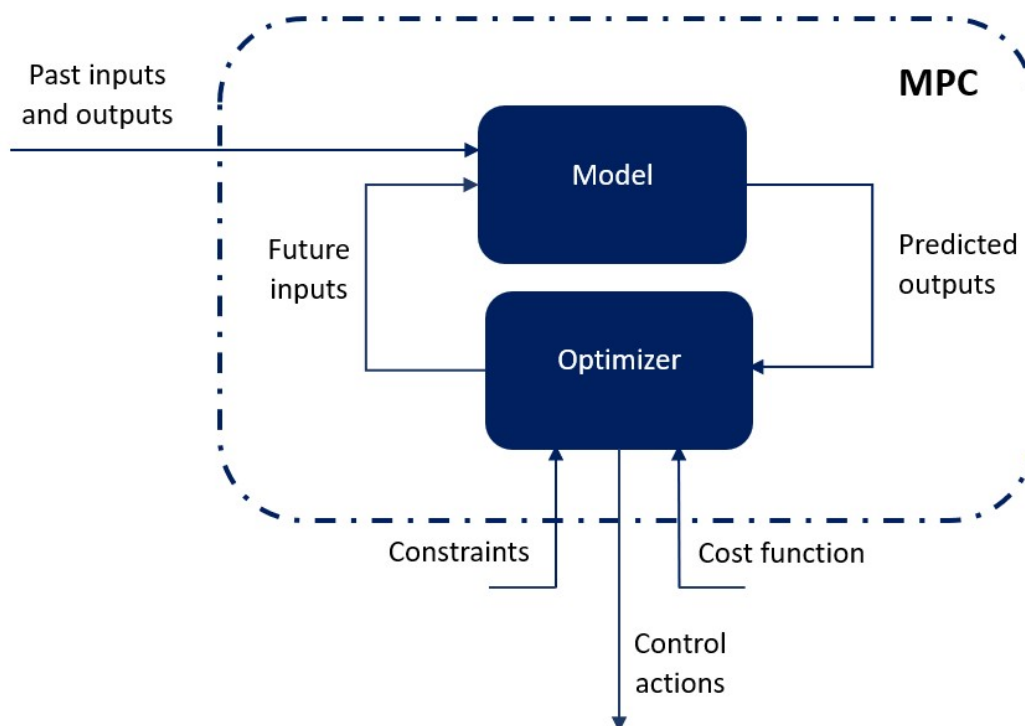 Past inputs
and outputs
MPC
Model
Future
inputs
Predicted
outputs
Optimizer
Constraints
Cost function
Control
actions